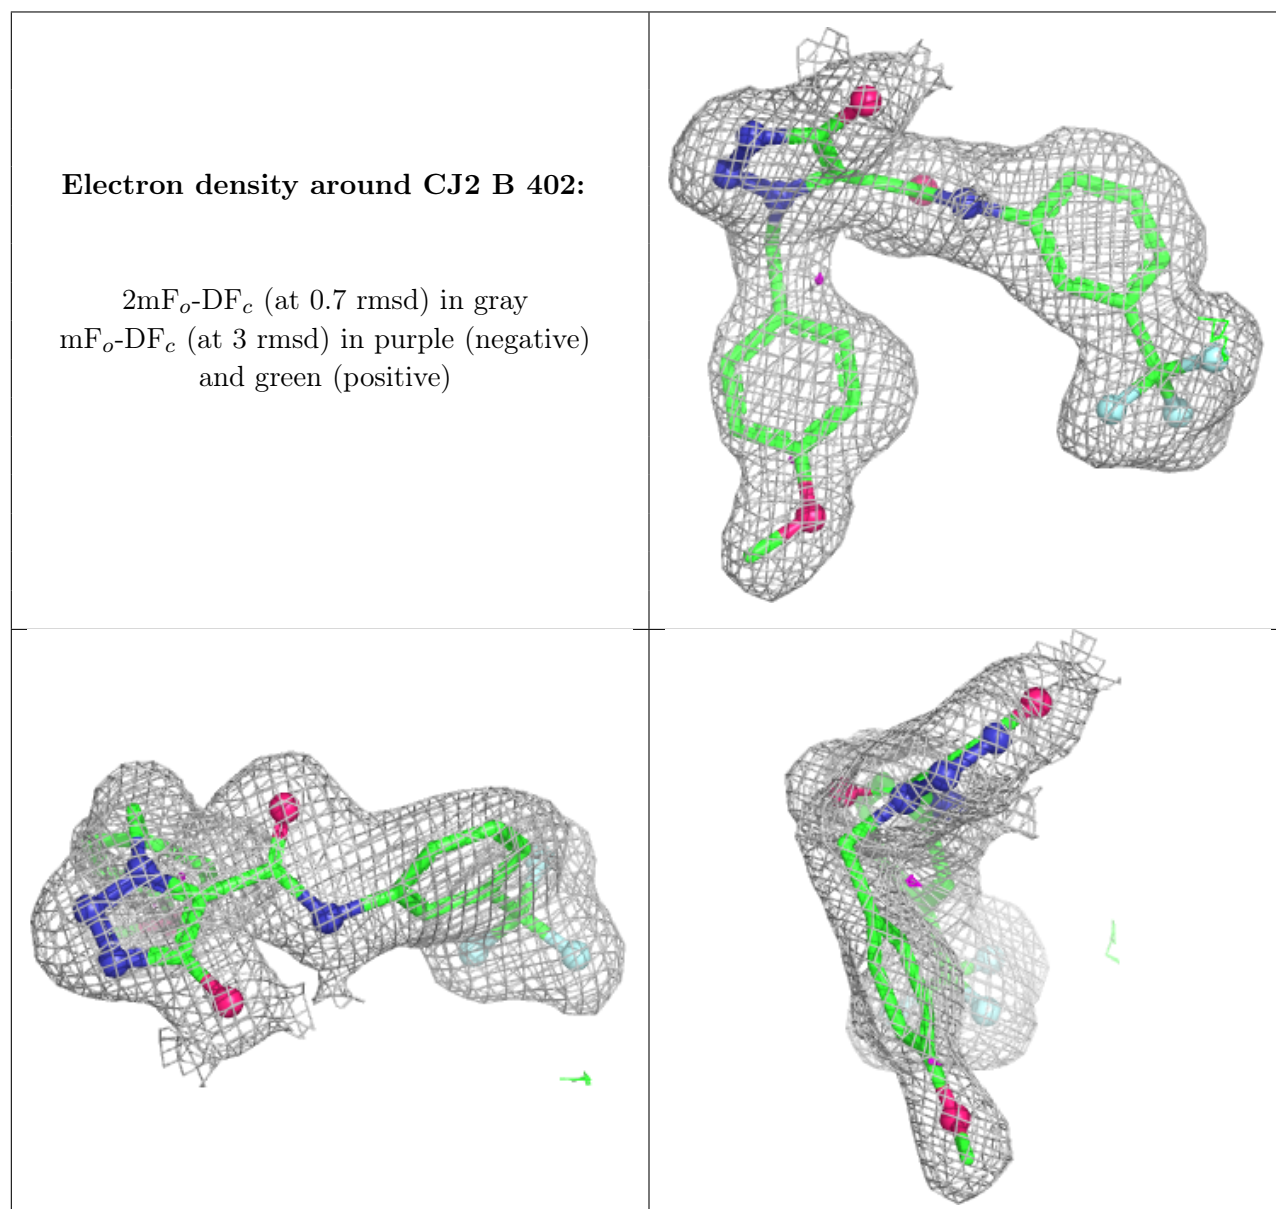 Electron density around CJ2 B 402:
2mFo-DFc (at 0.7 rmsd) in gray
mFo-DFc (at 3 rmsd) in purple (negative)
and green (positive)